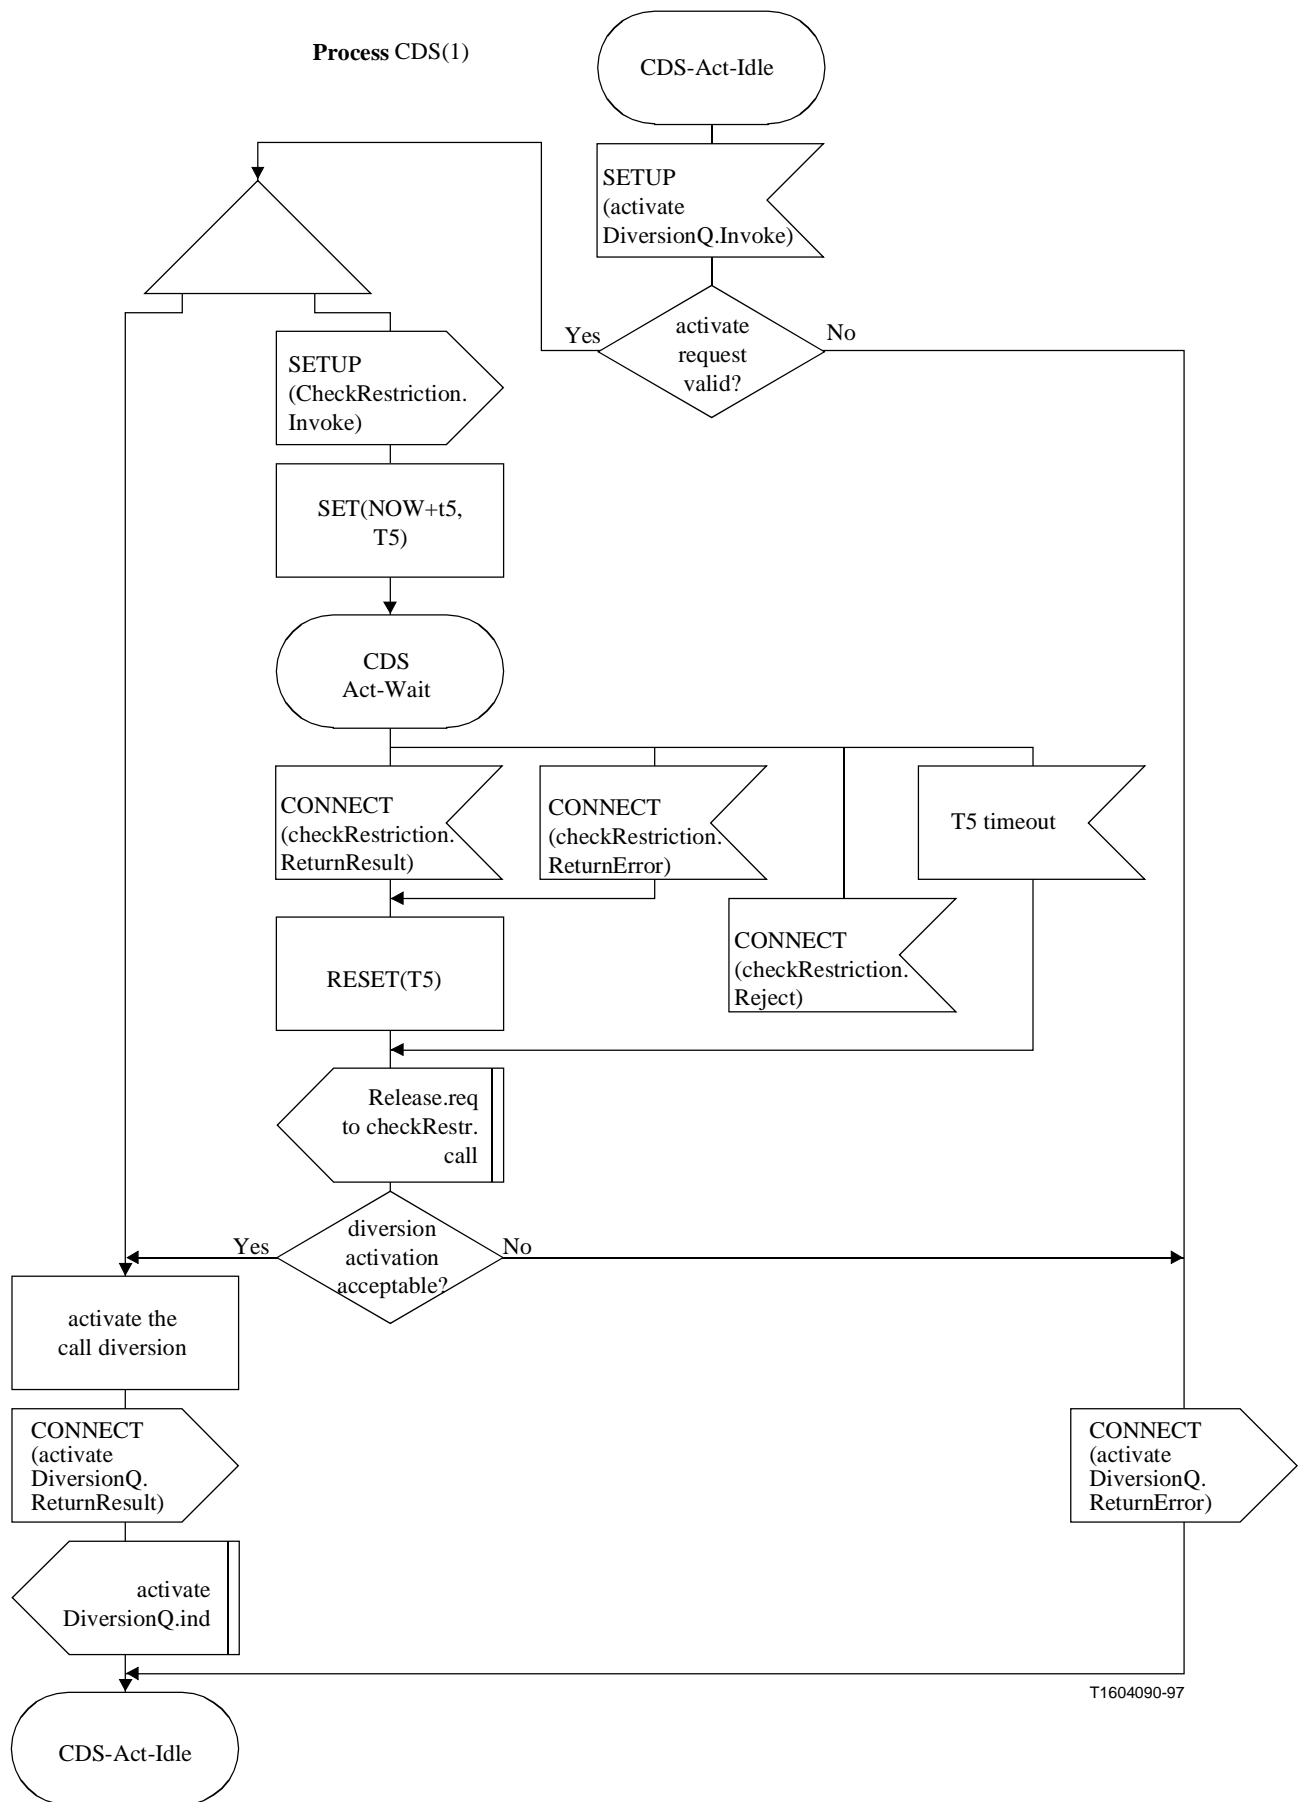 Process CDS(1)
CDS-Act-Idle
SETUP
(activate
DiversionQ.Invoke)
Yes
activate
request
valid?
No
SETUP
(CheckRestriction.
Invoke)
SET(NOW+t5,
T5)
CDS
Act-Wait
CONNECT
(checkRestriction.
ReturnResult)
CONNECT
(checkRestriction.
ReturnError)
T5 timeout
CONNECT
(checkRestriction.
Reject)
RESET(T5)
Release.req
to checkRestr.
call
Yes
diversion
activation
acceptable?
No
activate the
call diversion
CONNECT
(activate
DiversionQ.
ReturnResult)
CONNECT
(activate
DiversionQ.
ReturnError)
activate
DiversionQ.ind
T1604090-97
CDS-Act-Idle